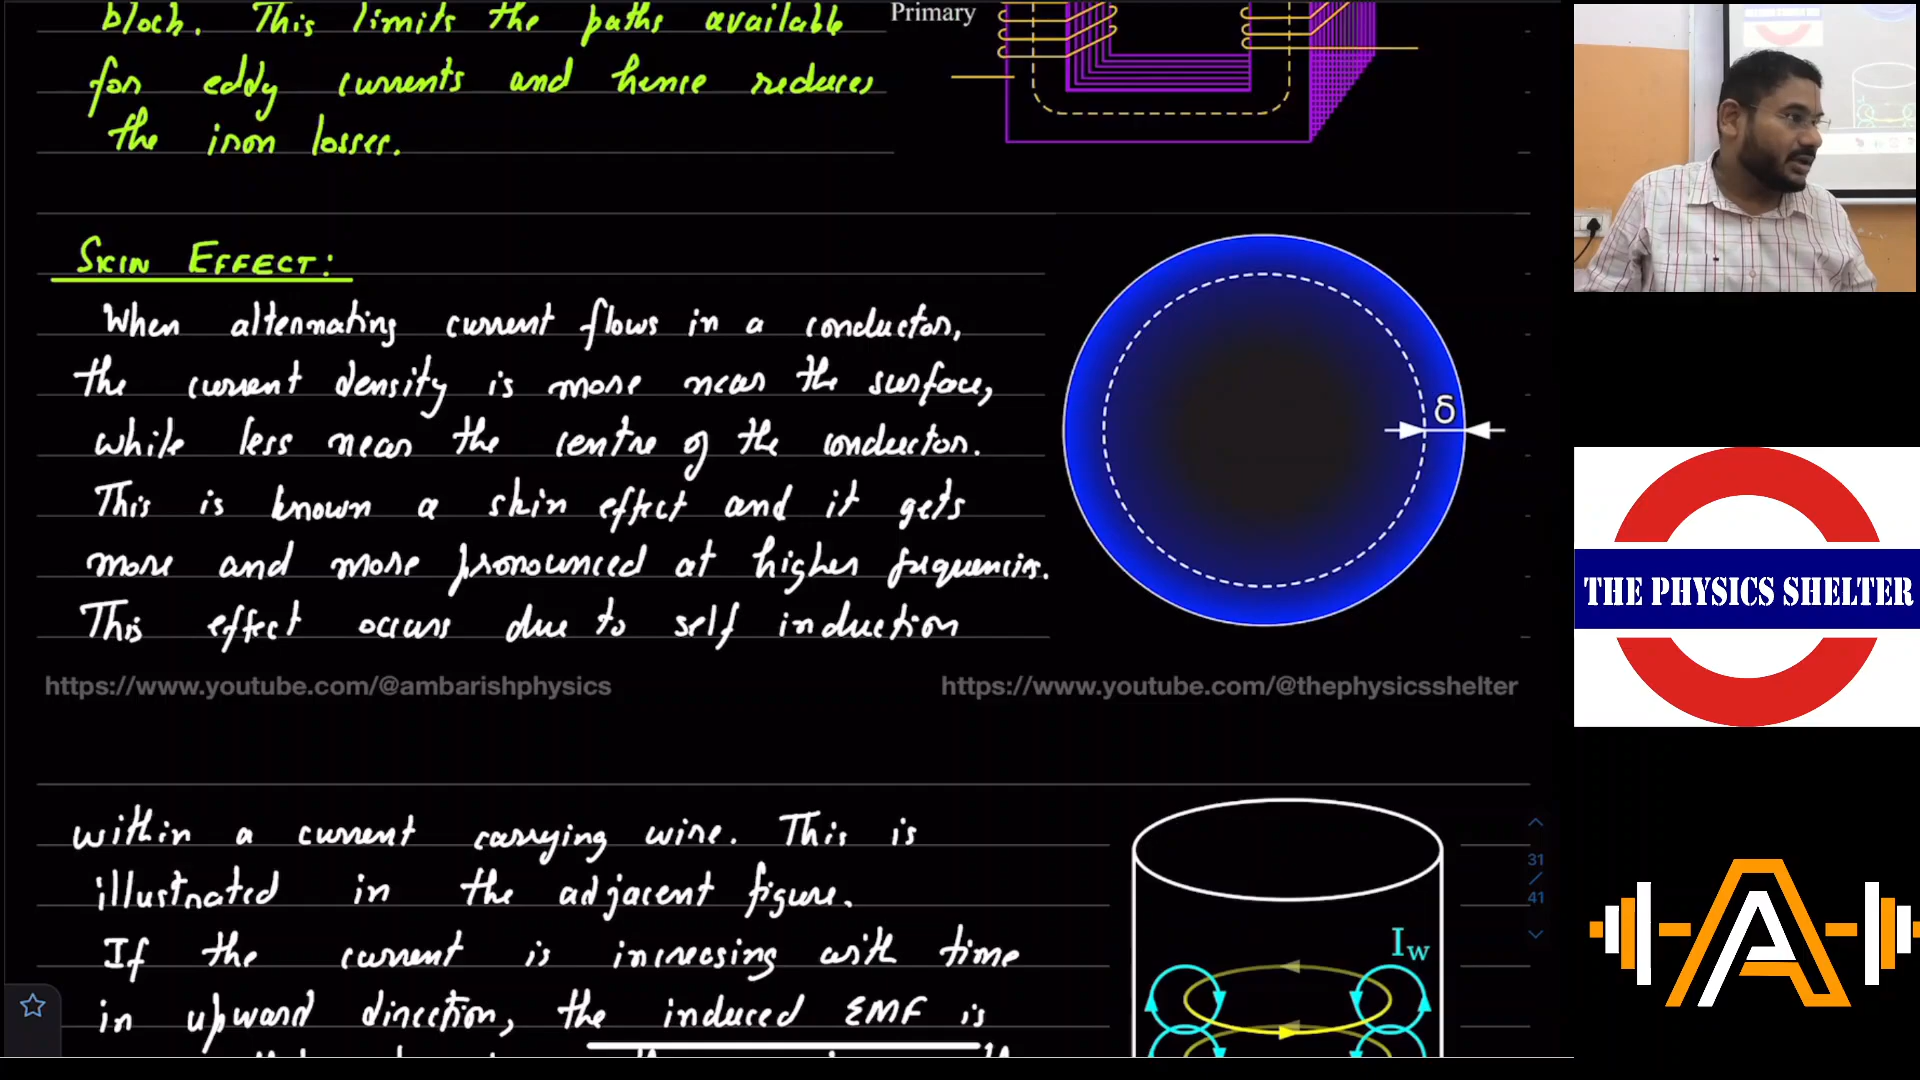 block. This limits the paths available
for eddy currents and hence reduces
the iron losses.
Primary
SKIN EFFECT:
When alternating current flows in a conductor,
the current density is more near the surface,
while less near the centre of the conductor.
This is known a skin effect and it gets
more and more pronounced at higher frequencies.
This effect occurs due to self induction
δ
https://www.youtube.com/@ambarishphysics
https://www.youtube.com/@thephysicsshelter
within a current carrying wire. This is
illustrated in the adjacent figure.
If the current is increasing with time
in upward direction, the induced EMF is
I_w
31
/
41
THE PHYSICS SHELTER
A